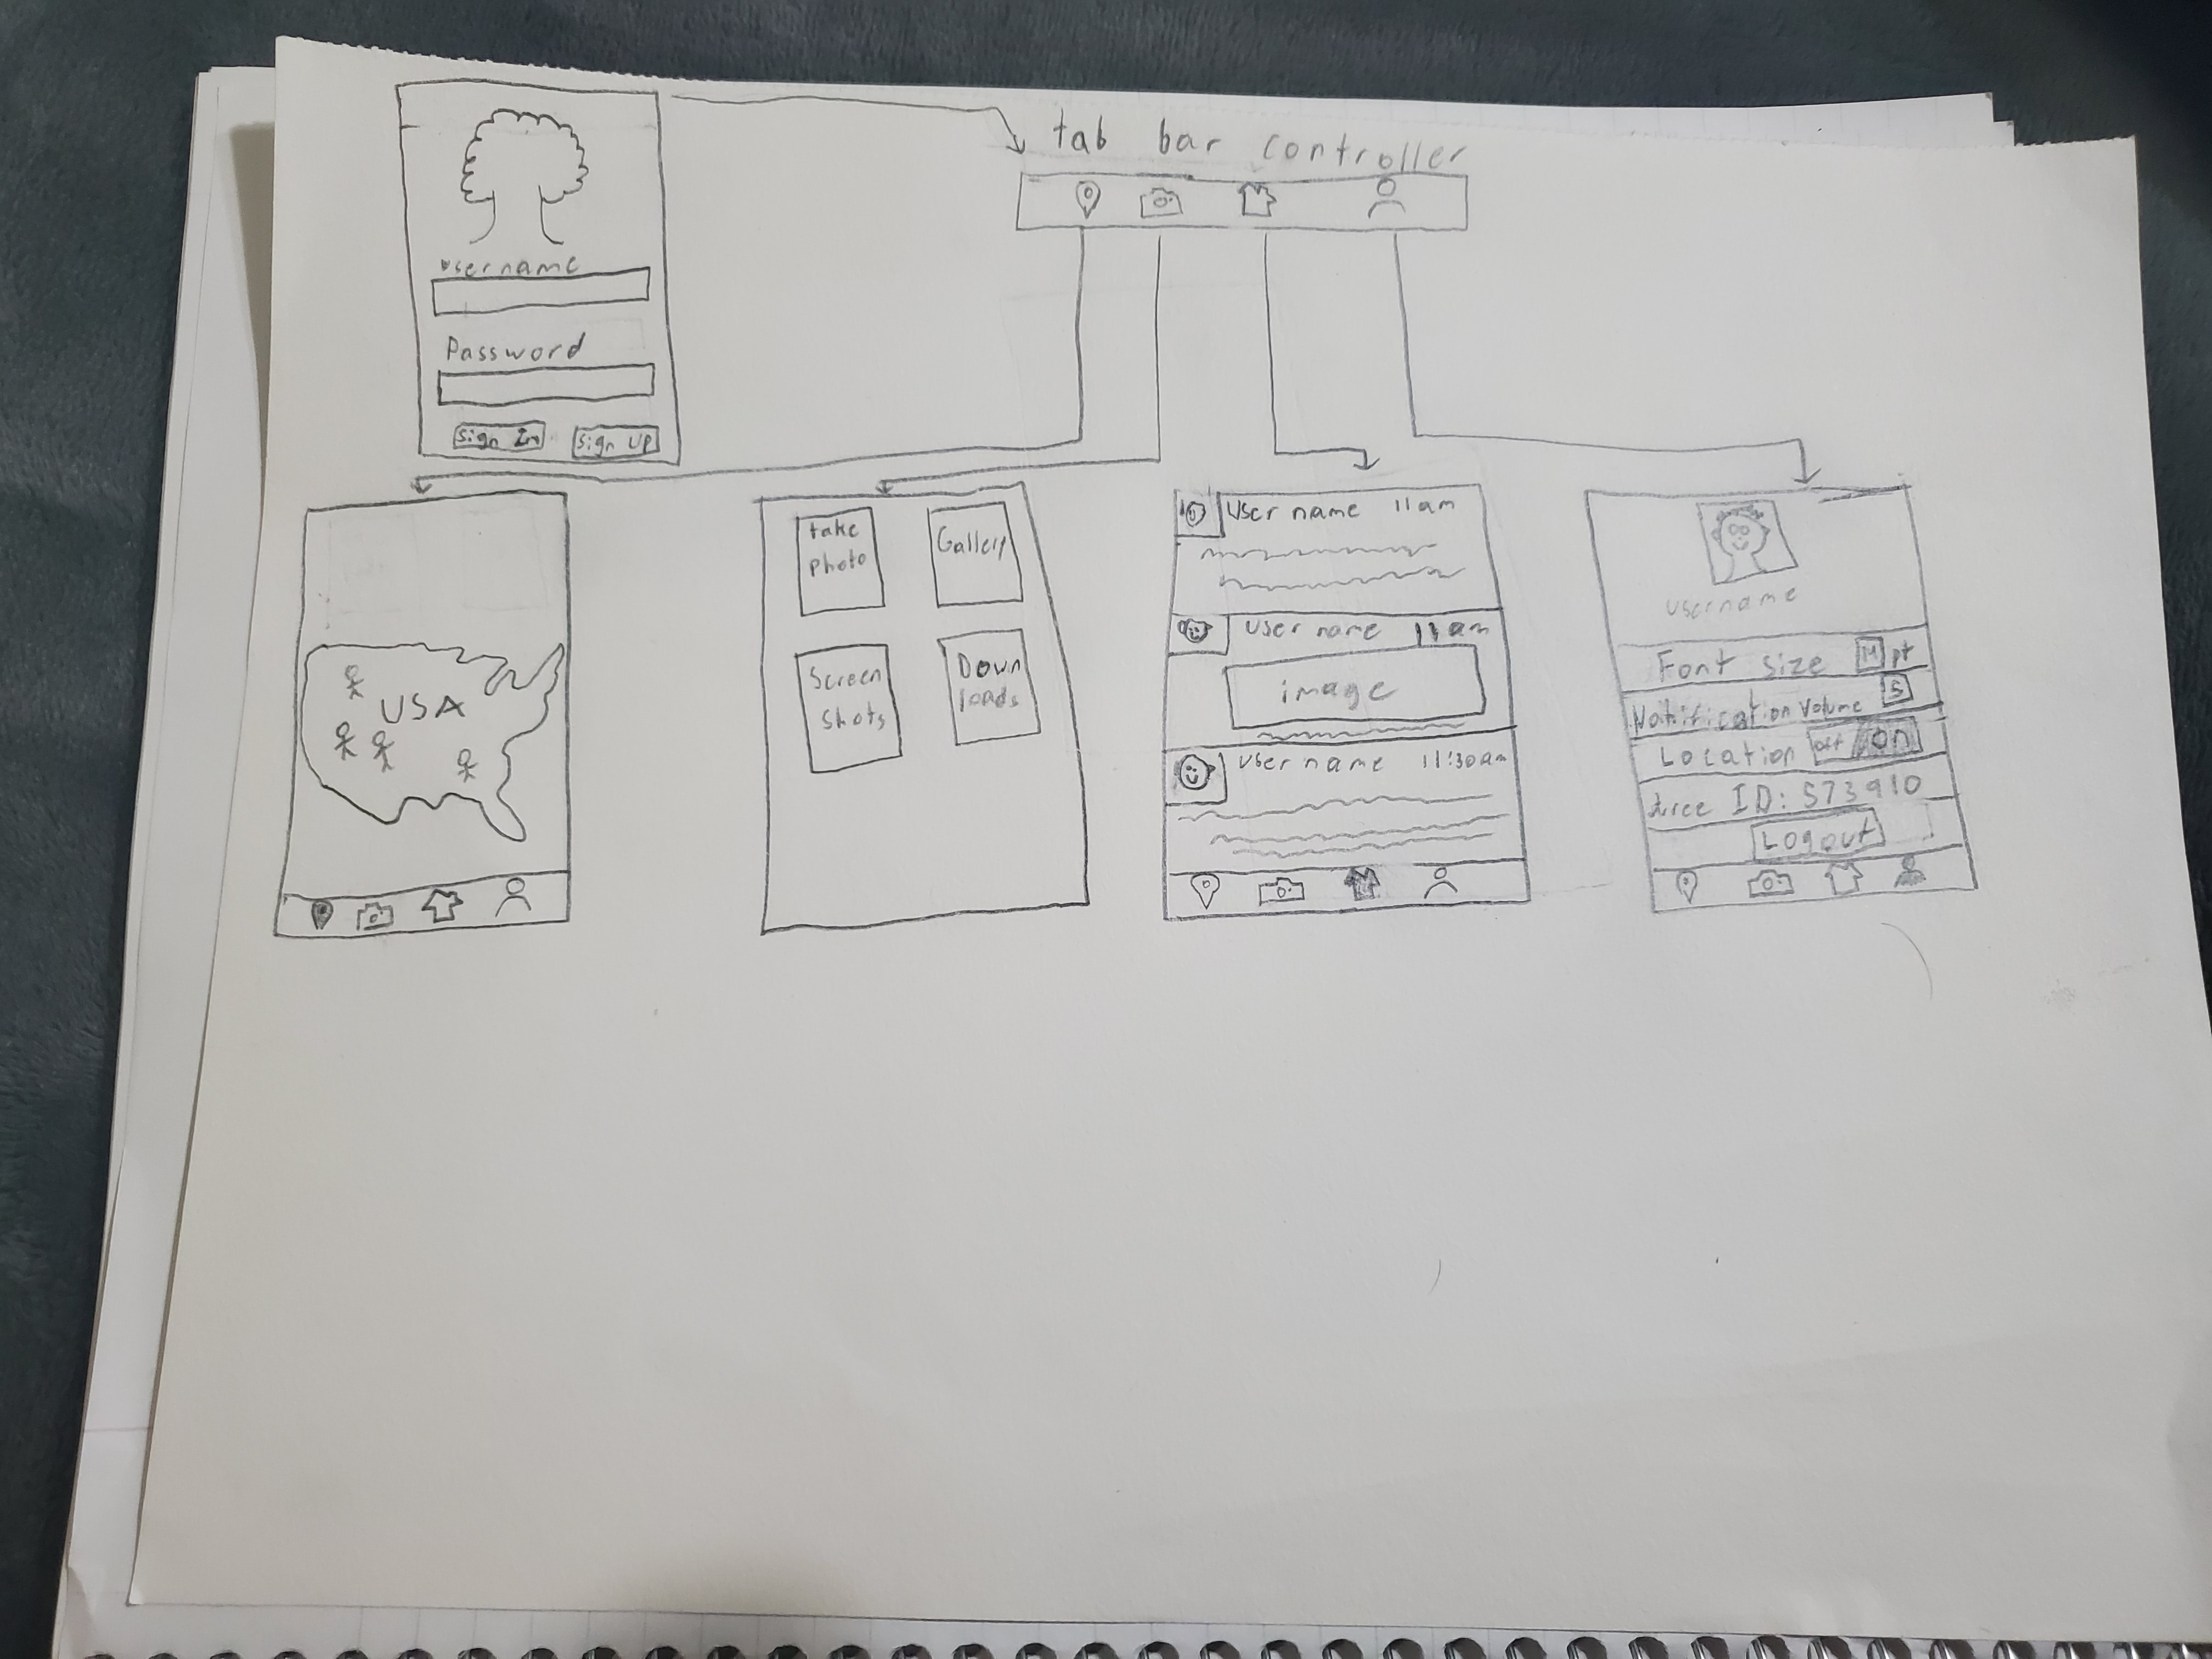 tab bar controller
username
Password
Sign In
Sign Up
USA
take
photo
Gallery
Screen
shots
Down
loads
User name 11am
User name 11am
image
User name 11:30am
username
Font size 14 pt
Notification Volume 5
Location off on
tree ID: 573910
Logout